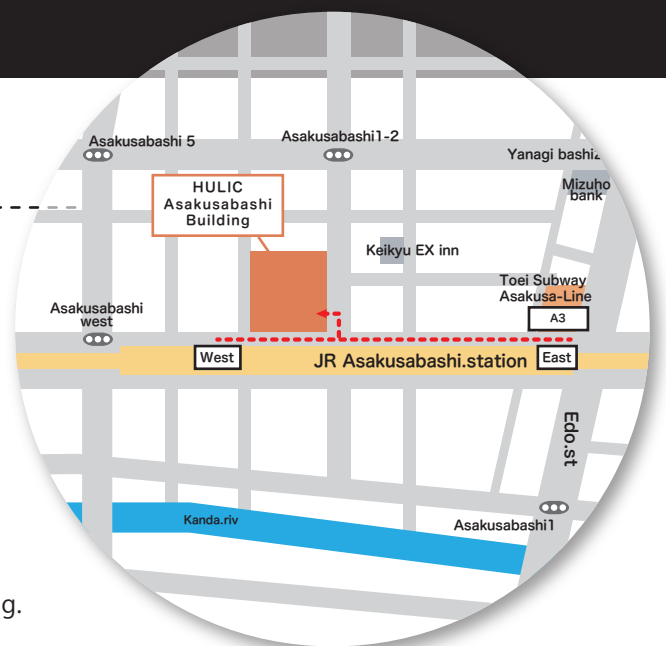 Asakusabashi 5
Asakusabashi1-2
Yanagi bashi2
Mizuho
bank
HULIC
Asakusabashi
Building
Keikyu EX inn
Toei Subway
Asakusa-Line
A3
Asakusabashi
west
West
JR Asakusabashi.station
East
Edo.st
Kanda.riv
Asakusabashi1
g.